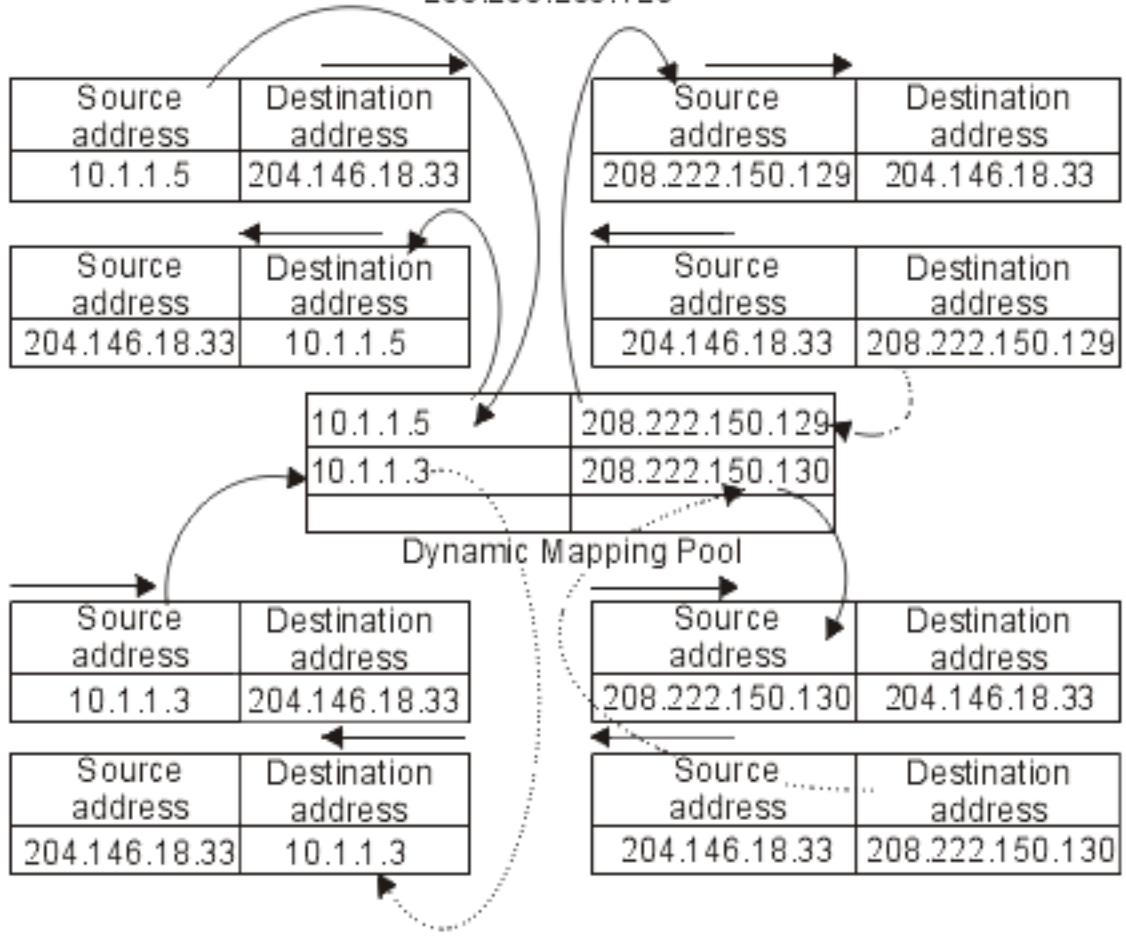 Source address Destination address
10.1.1.5 204.146.18.33
Source address Destination address
208.222.150.129 204.146.18.33
Source address Destination address
204.146.18.33 10.1.1.5
Source address Destination address
204.146.18.33 208.222.150.129
10.1.1.5 208.222.150.129
10.1.1.3 208.222.150.130
Dynamic Mapping Pool
Source address Destination address
10.1.1.3 204.146.18.33
Source address Destination address
208.222.150.130 204.146.18.33
Source address Destination address
204.146.18.33 10.1.1.3
Source address Destination address
204.146.18.33 208.222.150.130